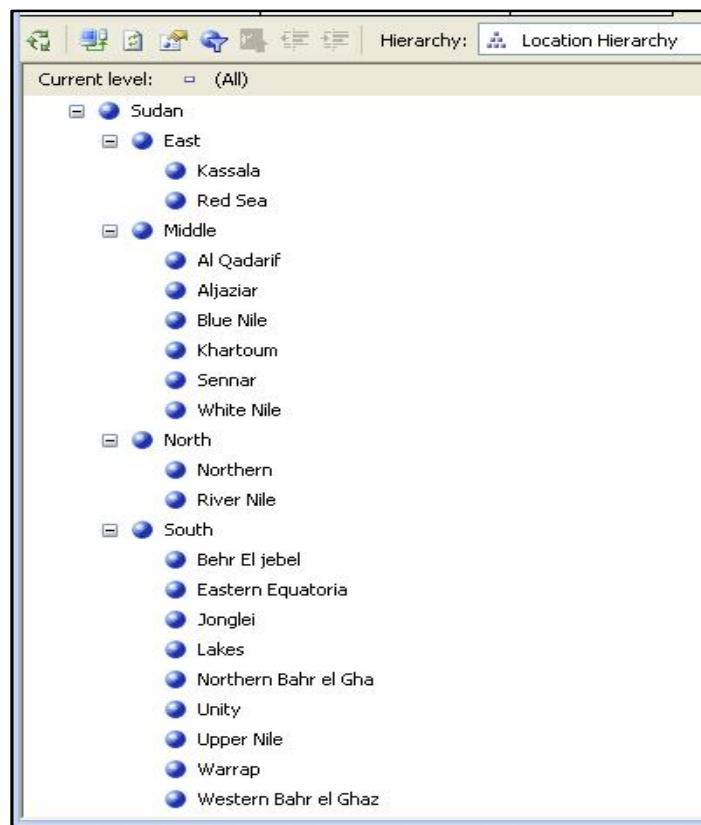 Hierarchy: Location Hierarchy
Current level: (All)
Sudan
East
Kassala
Red Sea
Middle
Al Qadarif
Aljaziar
Blue Nile
Khartoum
Sennar
White Nile
North
Northern
River Nile
South
Behr El jebel
Eastern Equatoria
Jonglei
Lakes
Northern Bahr el Gha
Unity
Upper Nile
Warrap
Western Bahr el Ghaz